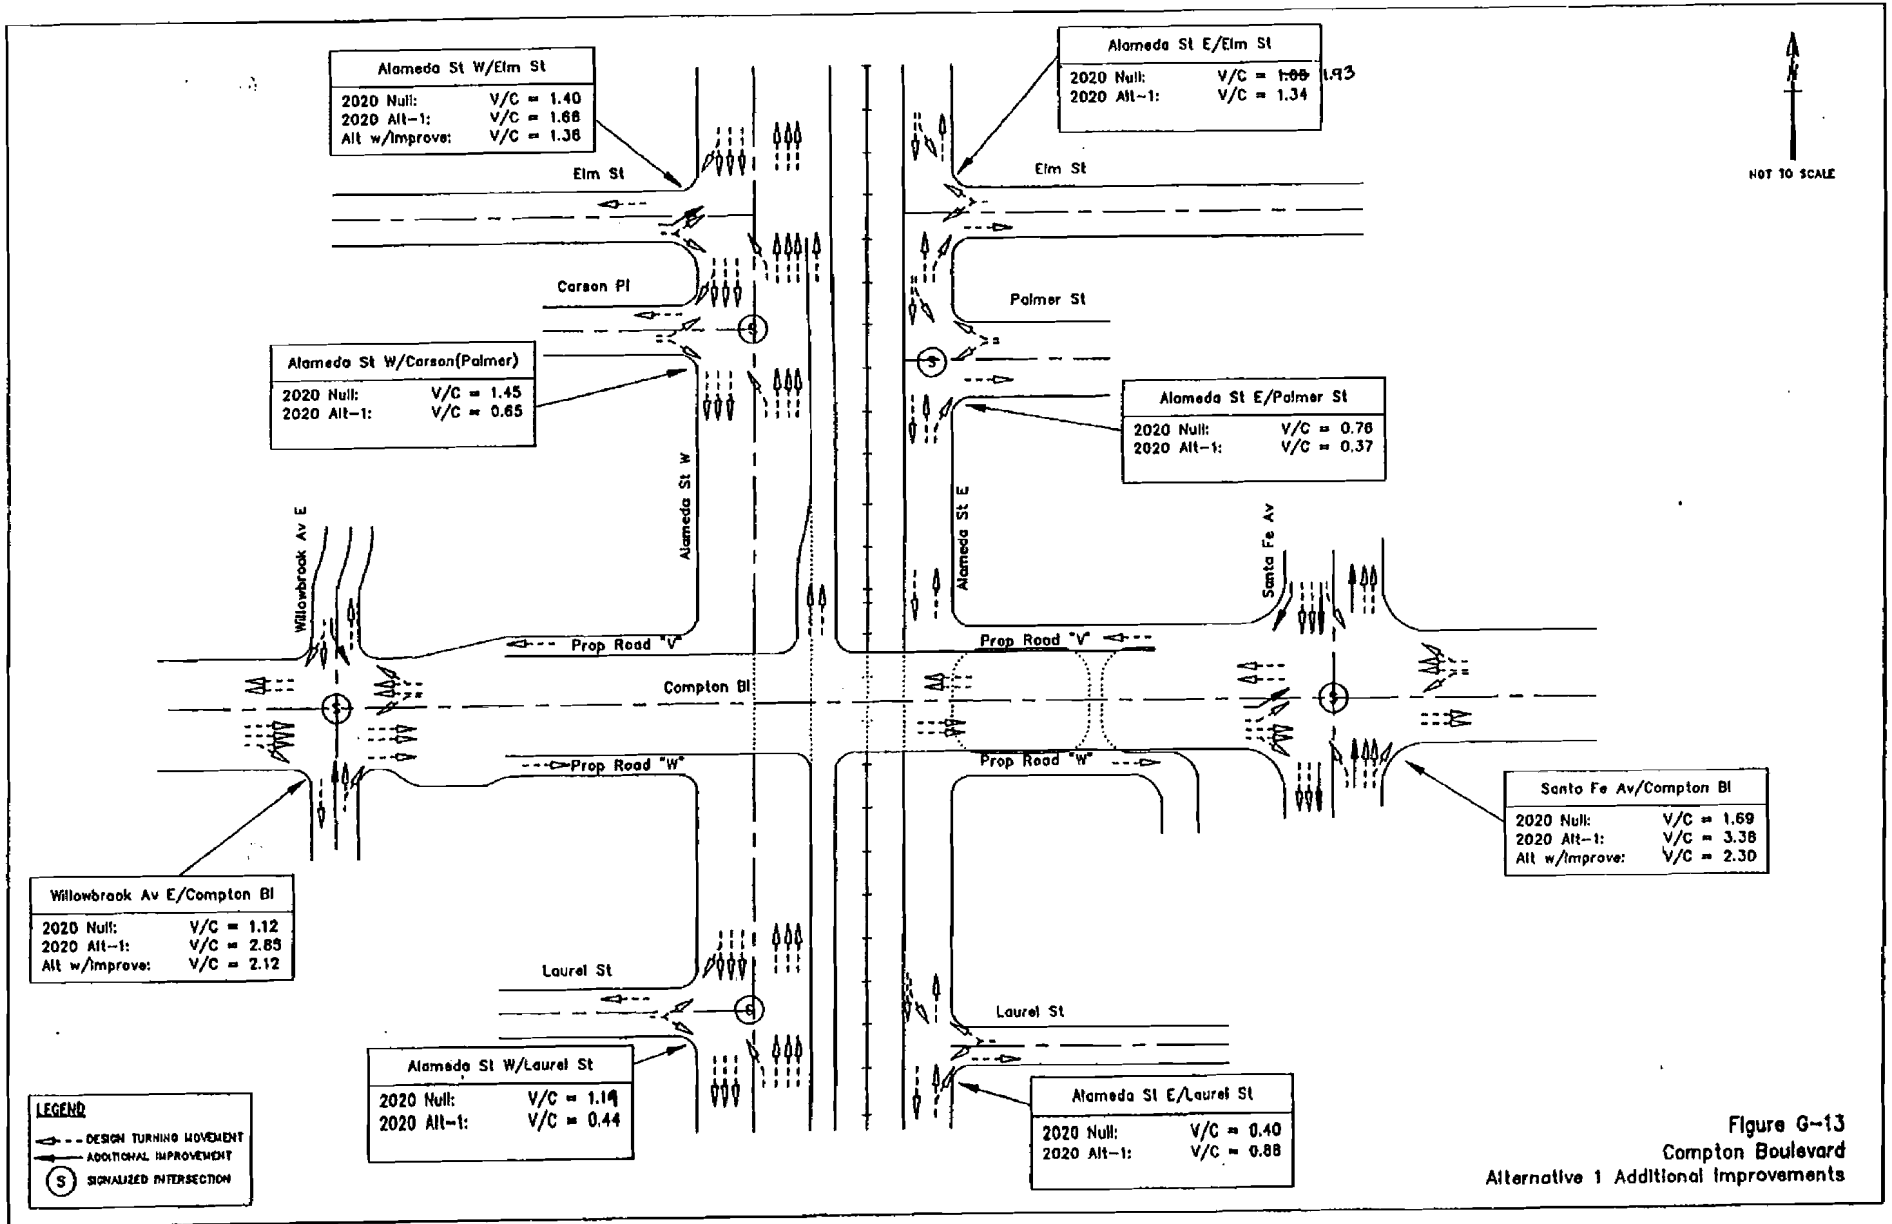 Alameda St W/Elm St
2020 Null: V/C = 1.40
2020 Alt-1: V/C = 1.68
Alt w/Improve: V/C = 1.36
Alameda St E/Elm St
2020 Null: V/C = 1.93
2020 Alt-1: V/C = 1.34
N
NOT TO SCALE
Elm St
Elm St
Carson Pl
Palmer St
S
S
Alameda St W/Carson(Palmer)
2020 Null: V/C = 1.45
2020 Alt-1: V/C = 0.65
Alameda St E/Palmer St
2020 Null: V/C = 0.76
2020 Alt-1: V/C = 0.37
Willowbrook Av E
Alameda St W
Alameda St E
Santa Fe Av
Prop Road "V"
Prop Road "V"
Compton Bl
S
S
Prop Road "W"
Prop Road "W"
Santa Fe Av/Compton Bl
2020 Null: V/C = 1.69
2020 Alt-1: V/C = 3.38
Alt w/Improve: V/C = 2.30
Willowbrook Av E/Compton Bl
2020 Null: V/C = 1.12
2020 Alt-1: V/C =
Alt w/Improve: V/C = 2.12
Laurel St
S
Laurel St
Alameda St W/Laurel St
2020 Null: V/C =
2020 Alt-1: V/C = 0.44
Alameda St E/Laurel St
2020 Null: V/C = 0.40
2020 Alt-1: V/C = 0.88
LEGEND
DESIGN TURNING MOVEMENT
ADDITIONAL IMPROVEMENT
S SIGNALIZED INTERSECTION
Figure G-13
Compton Boulevard
Alternative 1 Additional Improvements